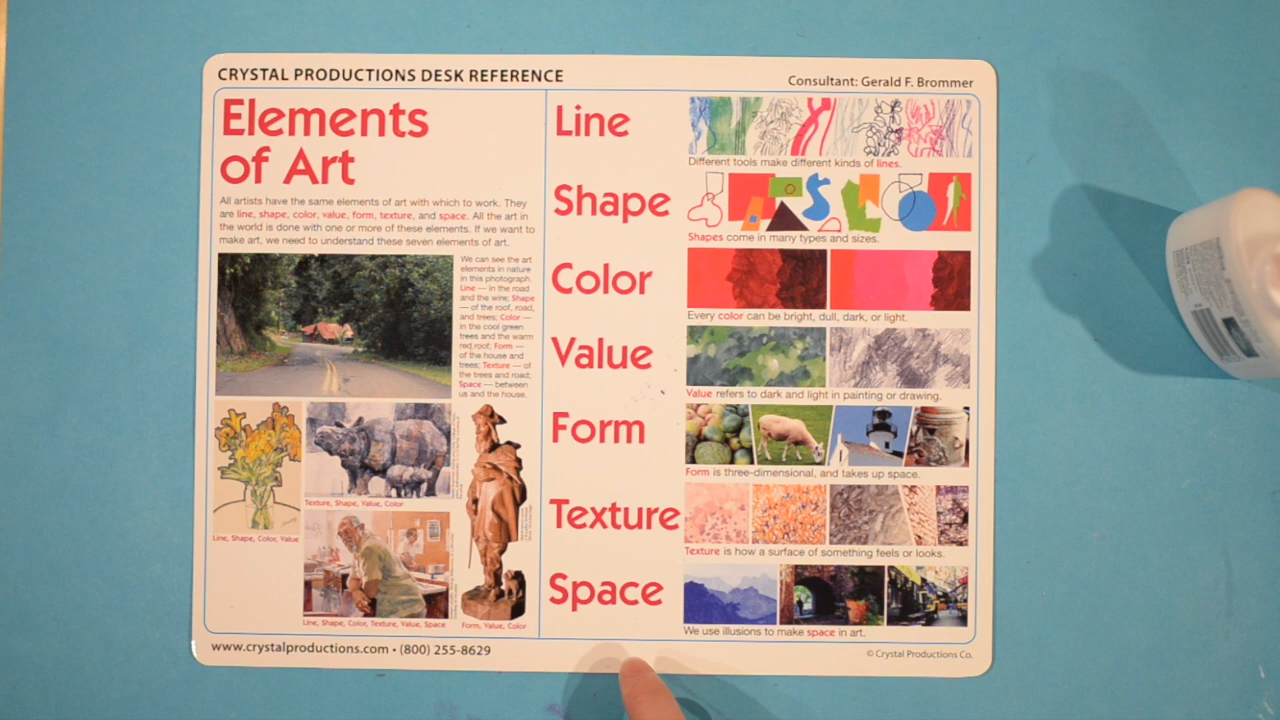 CRYSTAL PRODUCTIONS DESK REFERENCE
Consultant: Gerald F. Brommer
Elements
of Art
All artists have the same elements of art with which to work. They
are line, shape, color, value, form, texture, and space. All the art in
the world is done with one or more of these elements. If we want to
make art, we need to understand these seven elements of art.
We can see the art
elements in nature
in this photograph.
Line — in the road
and the wire; Shape
— of the roof, road,
and trees; Color —
in the cool green
trees and the warm
red roof; Form —
of the house and
trees; Texture — of
the trees and road;
Space — between
us and the house.
Line, Shape, Color, Value
Texture, Shape, Value, Color
Line, Shape, Color, Texture, Value, Space
Form, Value, Color
Line
Different tools make different kinds of lines.
Shape
Shapes come in many types and sizes.
Color
Every color can be bright, dull, dark, or light.
Value
Value refers to dark and light in painting or drawing.
Form
Form is three-dimensional, and takes up space.
Texture
Texture is how a surface of something feels or looks.
Space
We use illusions to make space in art.
www.crystalproductions.com • (800) 255-8629
© Crystal Productions Co.